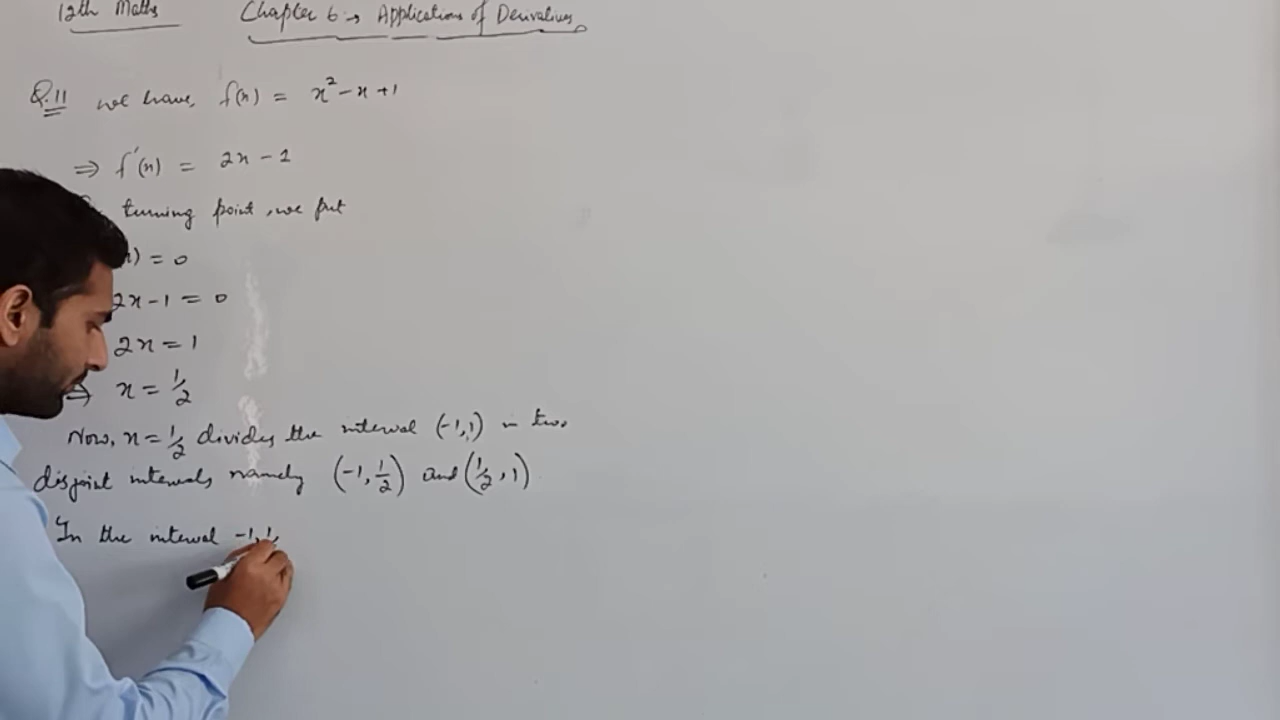 12th Maths Chapter 6 → Applications of Derivatives
Q.11 we have, f(x) = x² - x + 1
⇒ f'(x) = 2x - 1
turning point, we put
) = 0
2x - 1 = 0
2x = 1
⇒ x = 1/2
Now, x = 1/2 divides the interval (-1, 1) in two
disjoint intervals namely (-1, 1/2) and (1/2, 1)
In the interval -1, 1